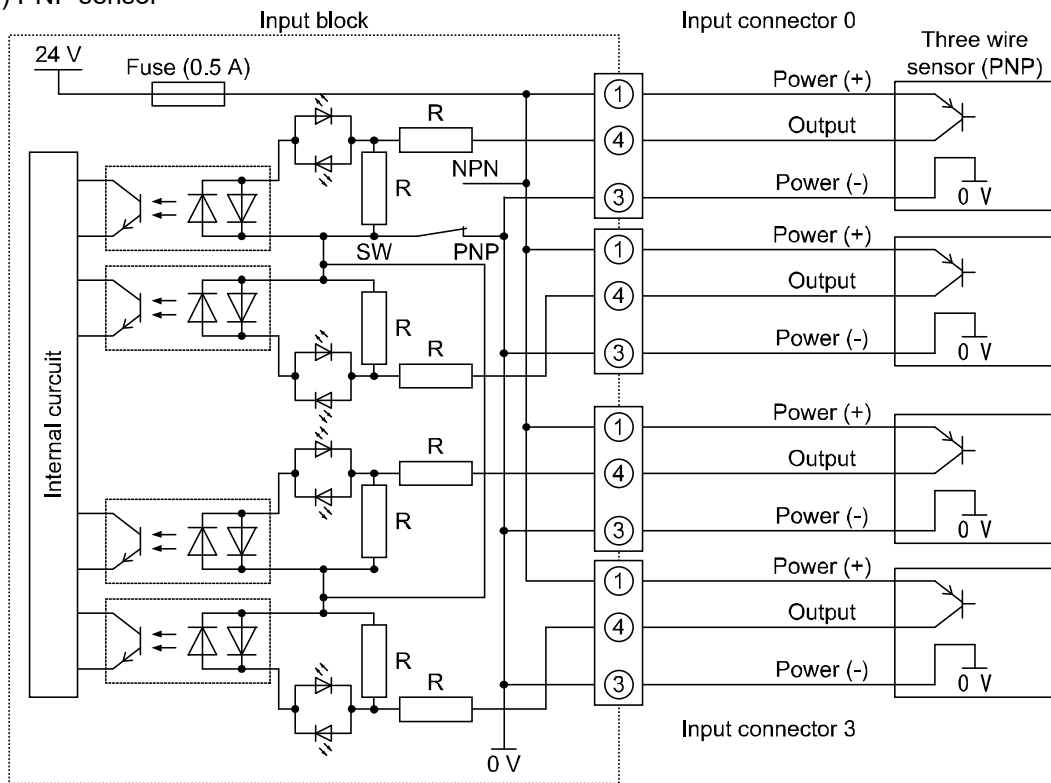 ) PNP sensor
Input block
Input connector 0
24 V
Fuse (0.5 A)
Three wire
sensor (PNP)
Power (+)
①
R
Output
④
NPN
R
Power (-)
③
0 V
SW
PNP
Power (+)
①
Output
④
R
R
Power (-)
③
0 V
Internal curcuit
Power (+)
①
R
Output
④
R
Power (-)
③
0 V
Power (+)
①
Output
④
R
R
Power (-)
③
0 V
Input connector 3
0 V